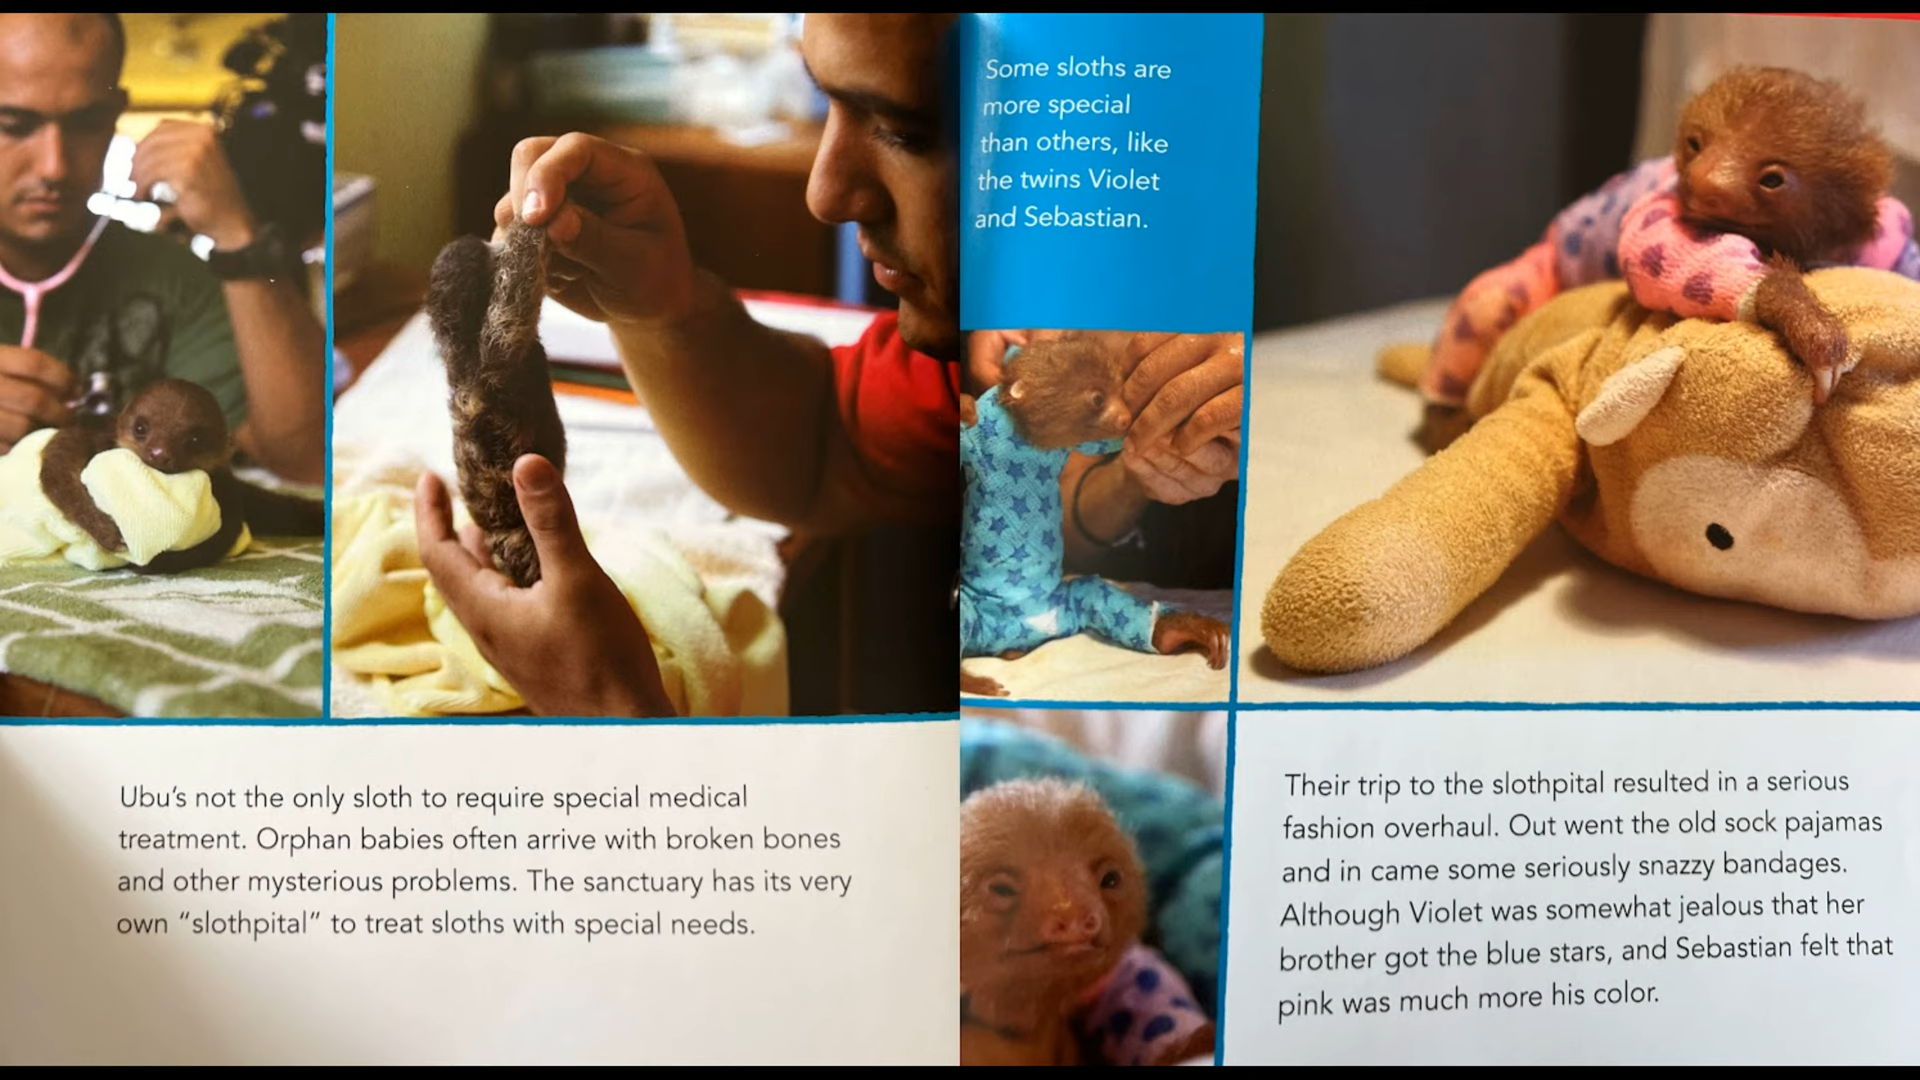 Ubu's not the only sloth to require special medical
treatment. Orphan babies often arrive with broken bones
and other mysterious problems. The sanctuary has its very
own “slothpital” to treat sloths with special needs.
Some sloths are
more special
than others, like
the twins Violet
and Sebastian.
Their trip to the slothpital resulted in a serious
fashion overhaul. Out went the old sock pajamas
and in came some seriously snazzy bandages.
Although Violet was somewhat jealous that her
brother got the blue stars, and Sebastian felt that
pink was much more his color.